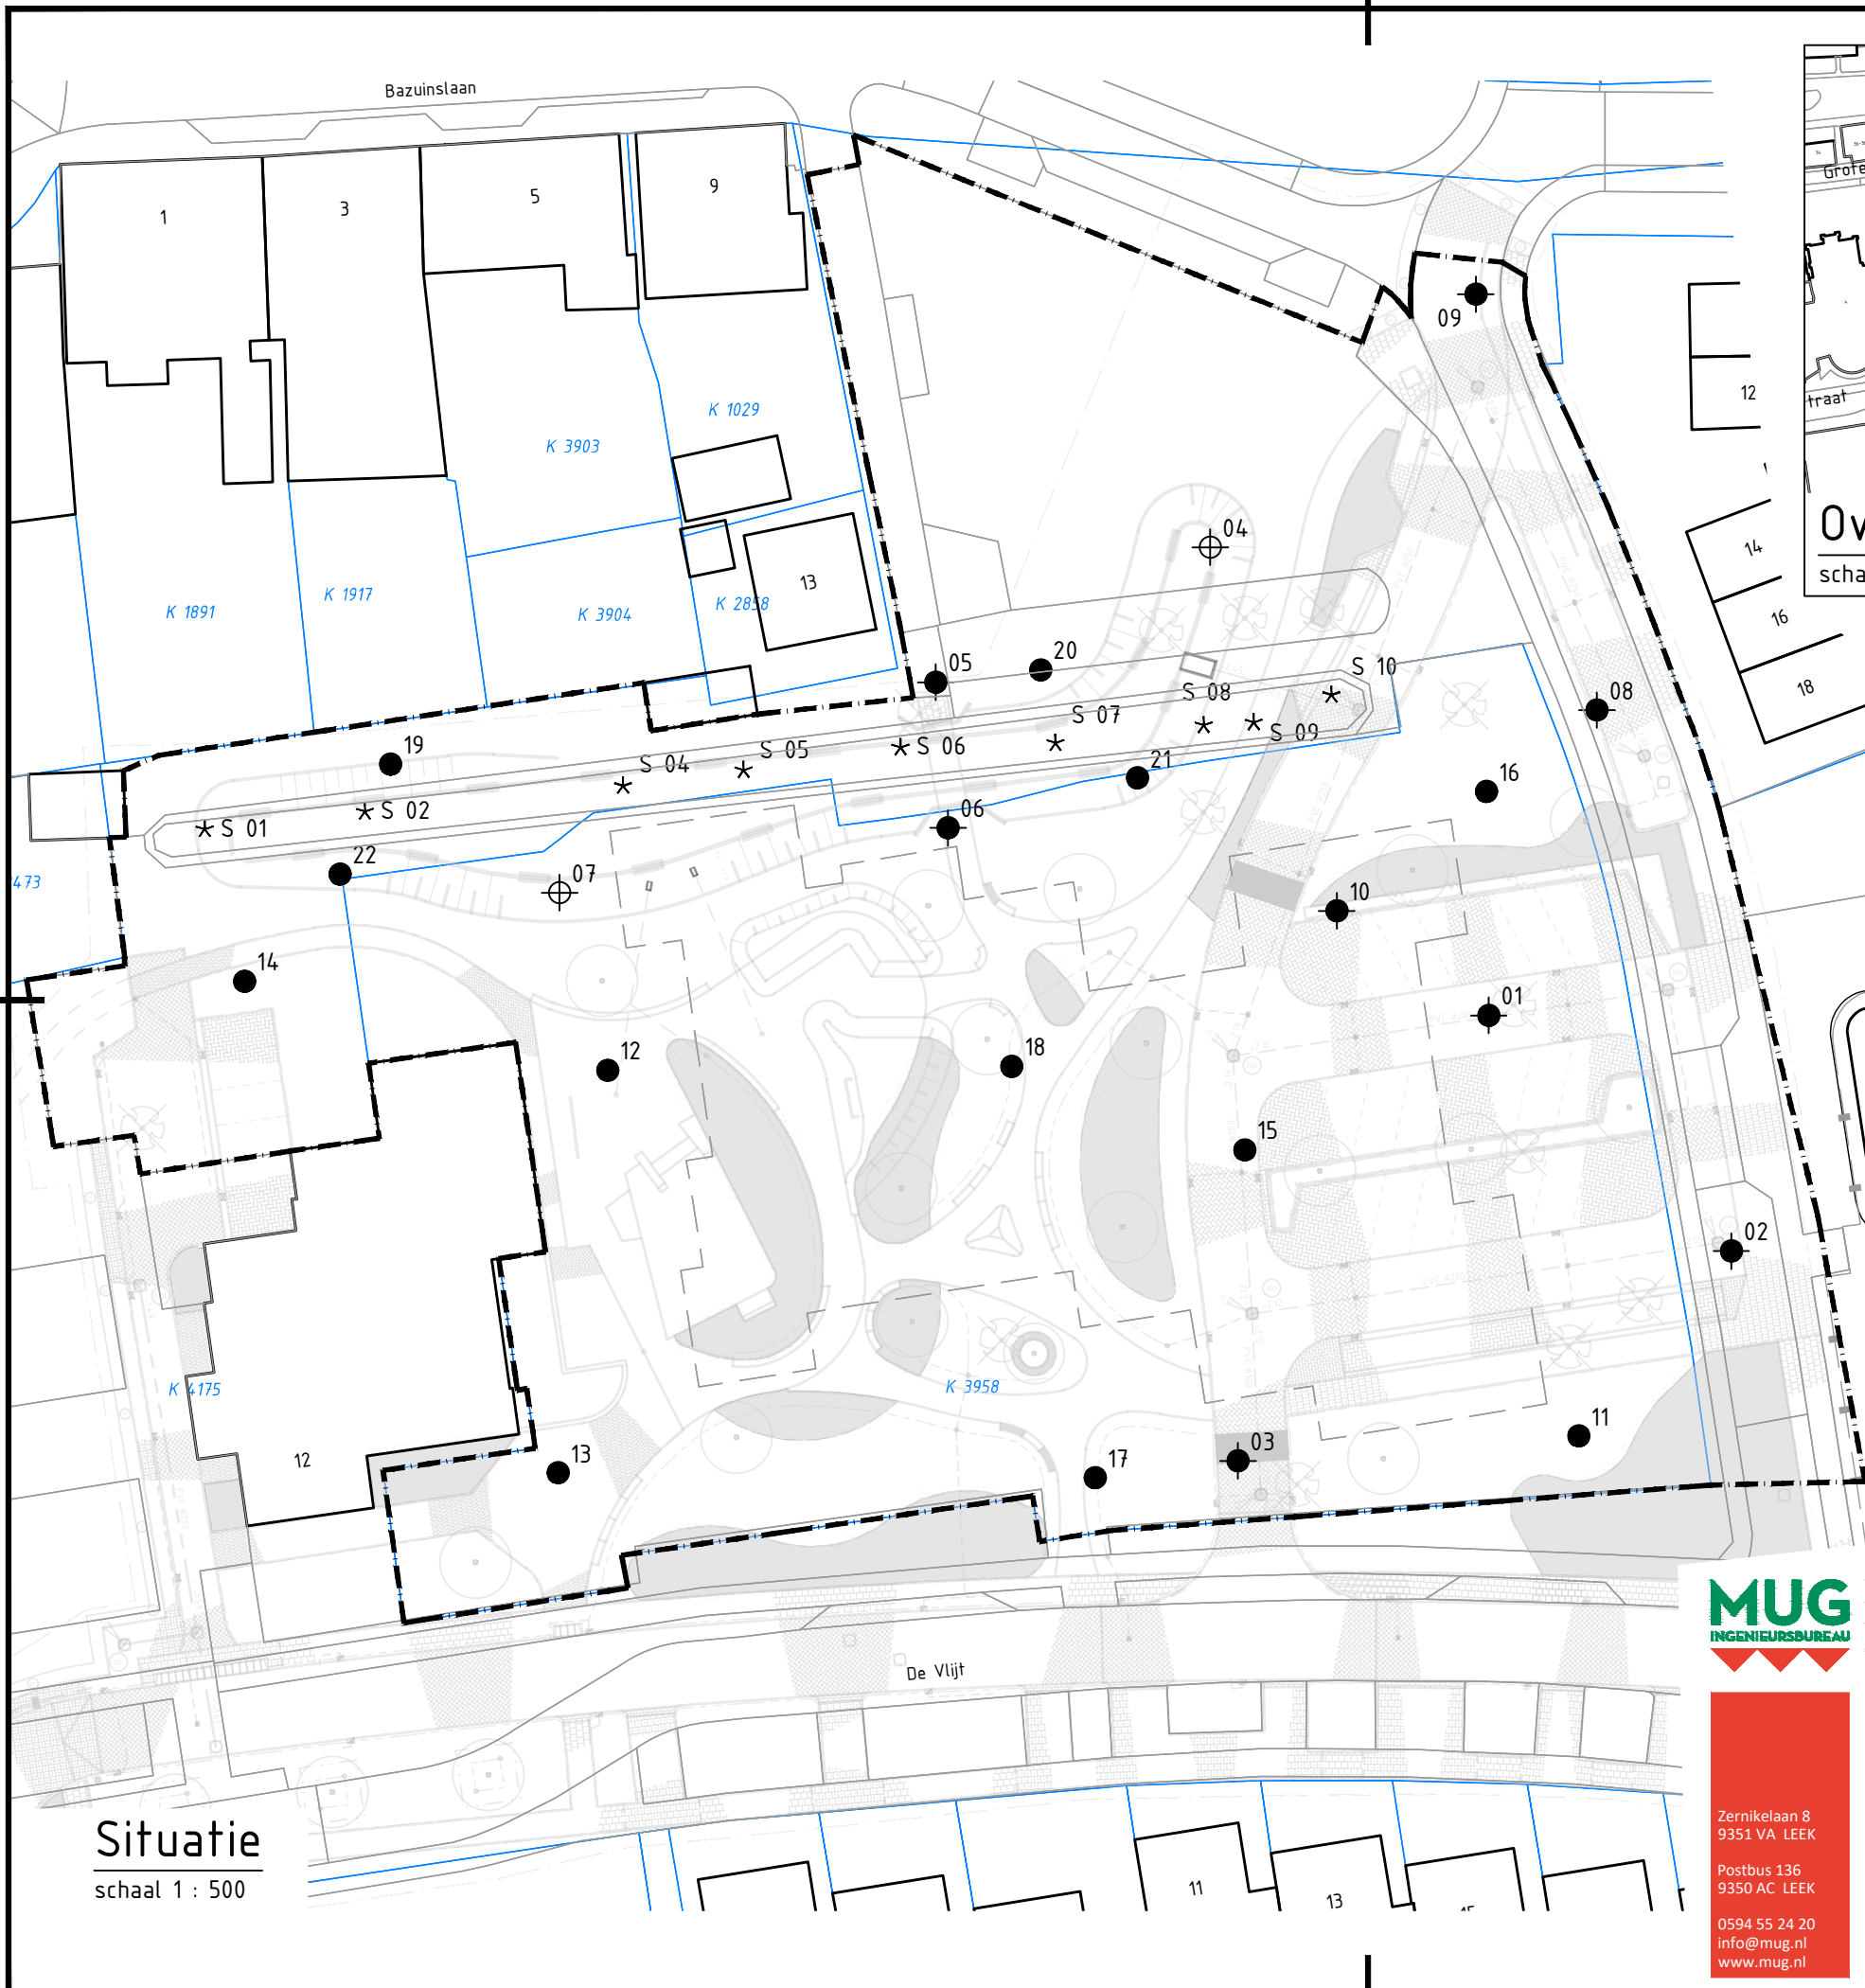 Bazuinslaan
1
3
5
9
K 1029
K 3903
K 1891
K 1917
K 3904
K 2858
13
09
12
14
16
18
traat
scha
04
05
20
08
S 10
S 08
S 07
S 09
S 06
S 05
S 04
S 02
S 01
19
21
16
06
22
07
473
10
14
01
12
18
15
02
K 4175
K 3958
12
13
17
03
11
De Vlijt
11
13
Situatie
schaal 1 : 500
MUG
INGENIEURSBUREAU
Zernikelaan 8
9351 VA LEEK
Postbus 136
9350 AC LEEK
0594 55 24 20
info@mug.nl
www.mug.nl